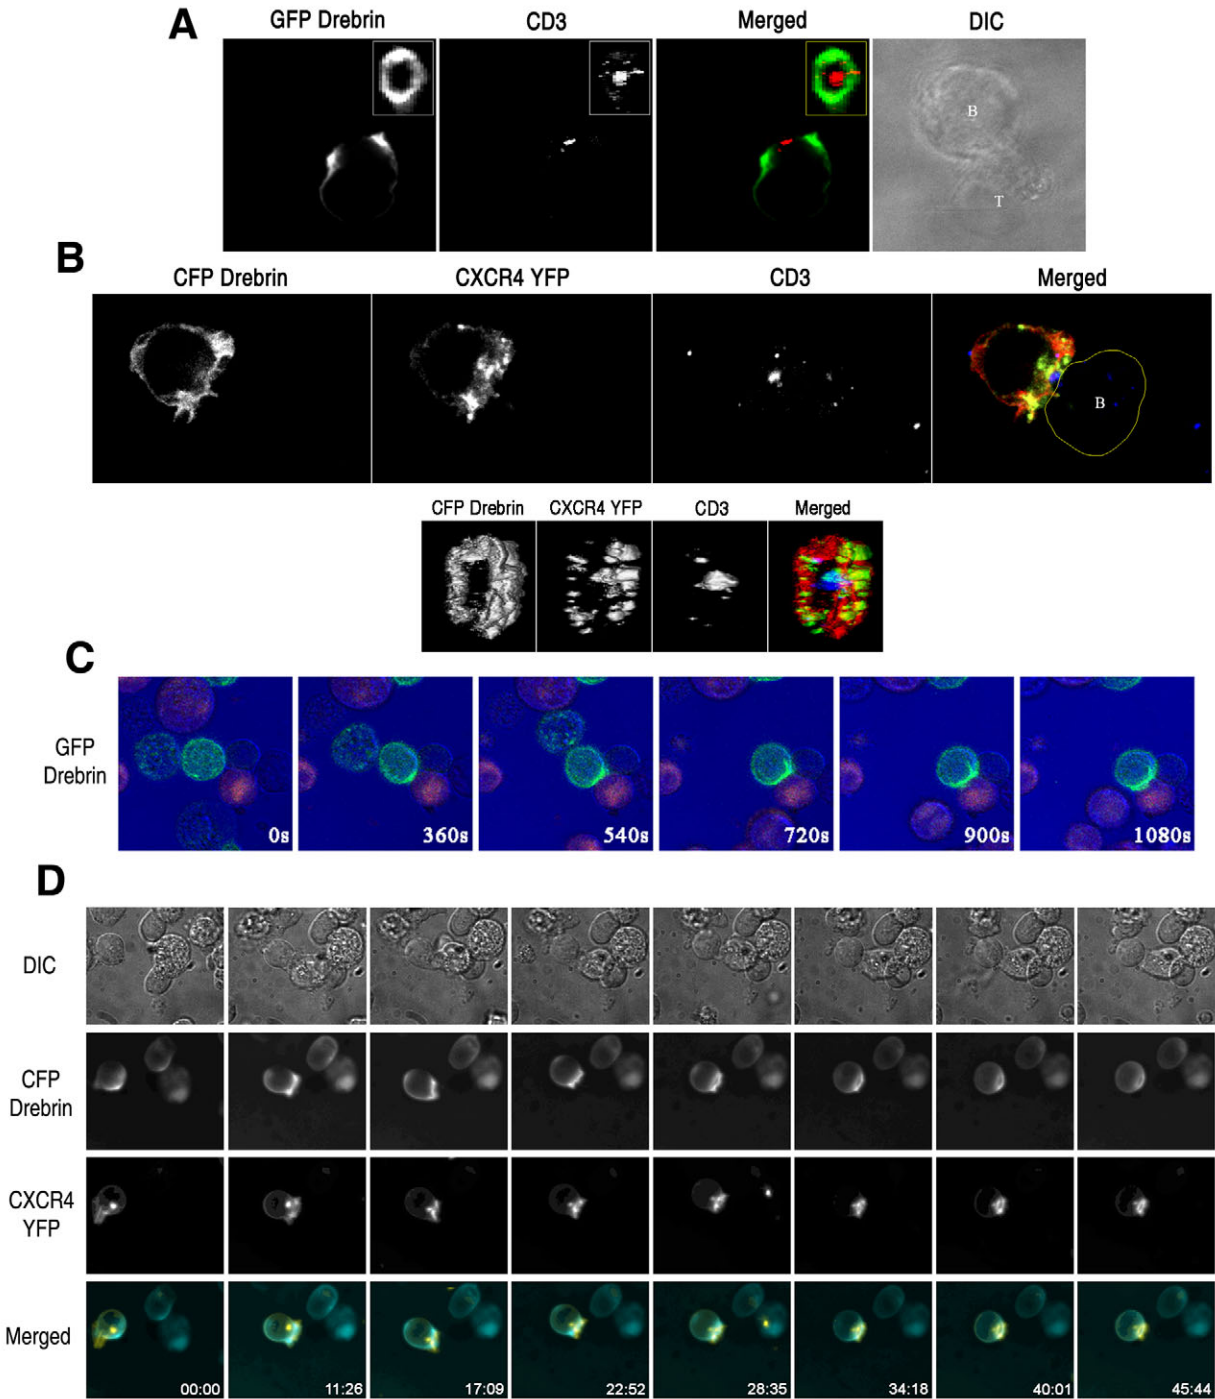 A
GFP Drebrin CD3 Merged DIC
B
T
B
CFP Drebrin CXCR4 YFP CD3 Merged
B
CFP Drebrin CXCR4 YFP CD3 Merged
C
GFP
Drebrin
0s 360s 540s 720s 900s 1080s
D
DIC
CFP
Drebrin
CXCR4
YFP
Merged
00:00 11:26 17:09 22:52 28:35 34:18 40:01 45:44